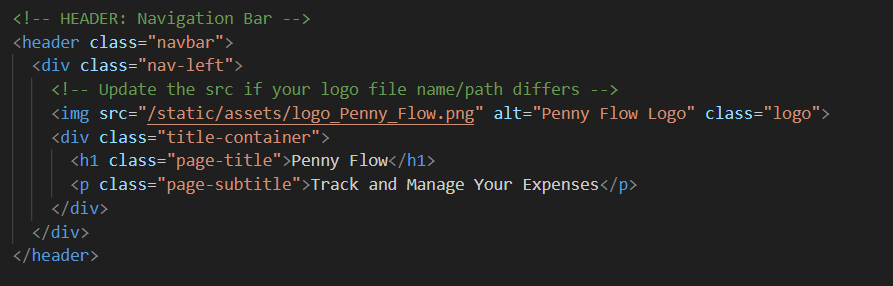 <!-- HEADER: Navigation Bar -->
<header class="navbar">
<div class="nav-left">
<!-- Update the src if your logo file name/path differs -->
<img src="/static/assets/logo_Penny_Flow.png" alt="Penny Flow Logo" class="logo">
<div class="title-container">
<h1 class="page-title">Penny Flow</h1>
<p class="page-subtitle">Track and Manage Your Expenses</p>
</div>
</div>
</header>